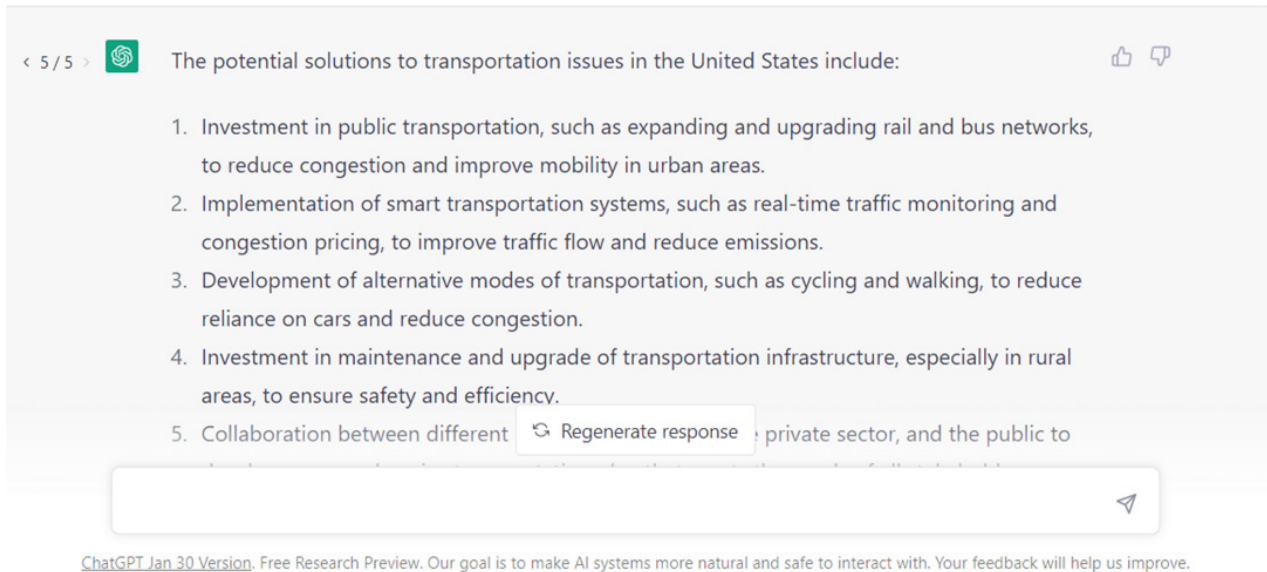 < 5 / 5 > The potential solutions to transportation issues in the United States include:
1. Investment in public transportation, such as expanding and upgrading rail and bus networks,
to reduce congestion and improve mobility in urban areas.
2. Implementation of smart transportation systems, such as real-time traffic monitoring and
congestion pricing, to improve traffic flow and reduce emissions.
3. Development of alternative modes of transportation, such as cycling and walking, to reduce
reliance on cars and reduce congestion.
4. Investment in maintenance and upgrade of transportation infrastructure, especially in rural
areas, to ensure safety and efficiency.
5. Collaboration between different Regenerate response private sector, and the public to
ChatGPT Jan 30 Version. Free Research Preview. Our goal is to make AI systems more natural and safe to interact with. Your feedback will help us improve.